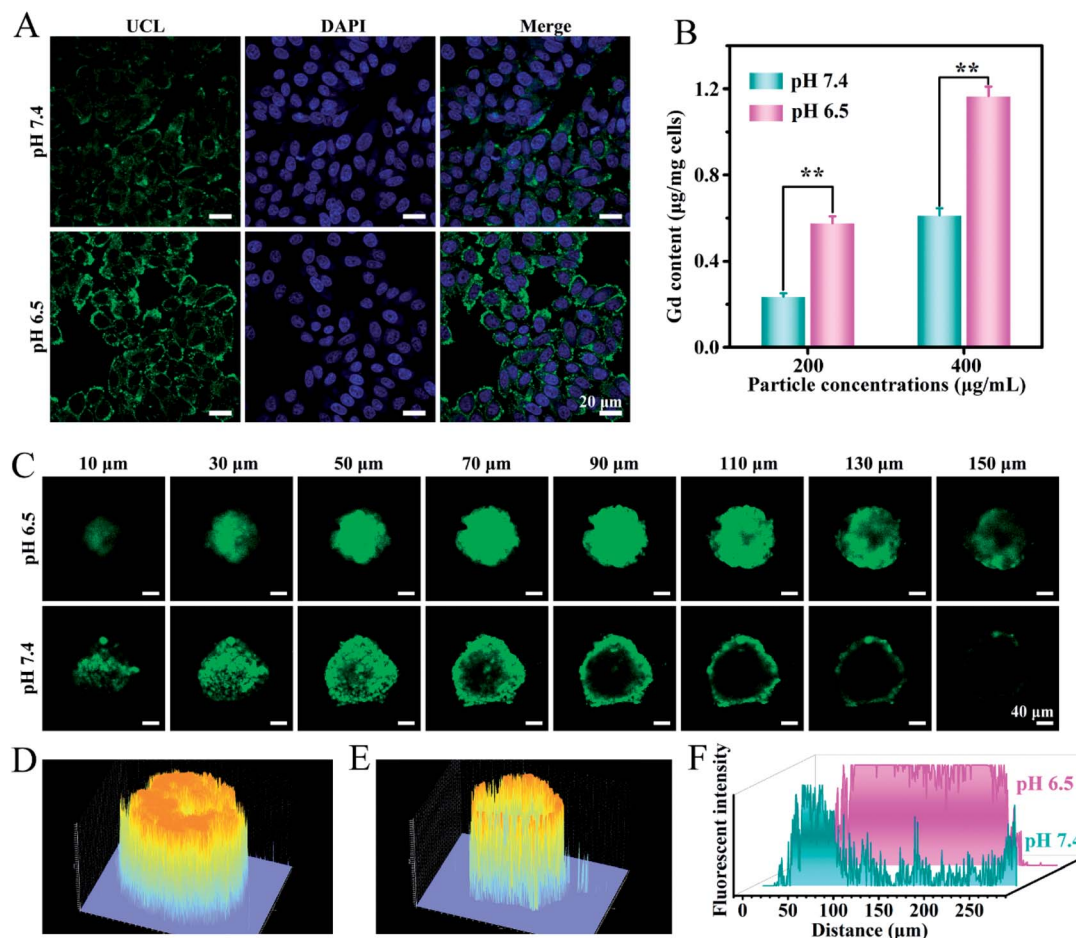 A
UCL
DAPI
Merge
pH 7.4
pH 6.5
20 μm
B
Gd content (μg/mg cells)
1.2
0.8
0.4
0.0
pH 7.4
pH 6.5
**
**
200
400
Particle concentrations (μg/mL)
C
10 μm
30 μm
50 μm
70 μm
90 μm
110 μm
130 μm
150 μm
pH 6.5
pH 7.4
40 μm
D
E
F
Fluorescent intensity
pH 6.5
pH 7.4
0
50
100
150
200
250
Distance (μm)